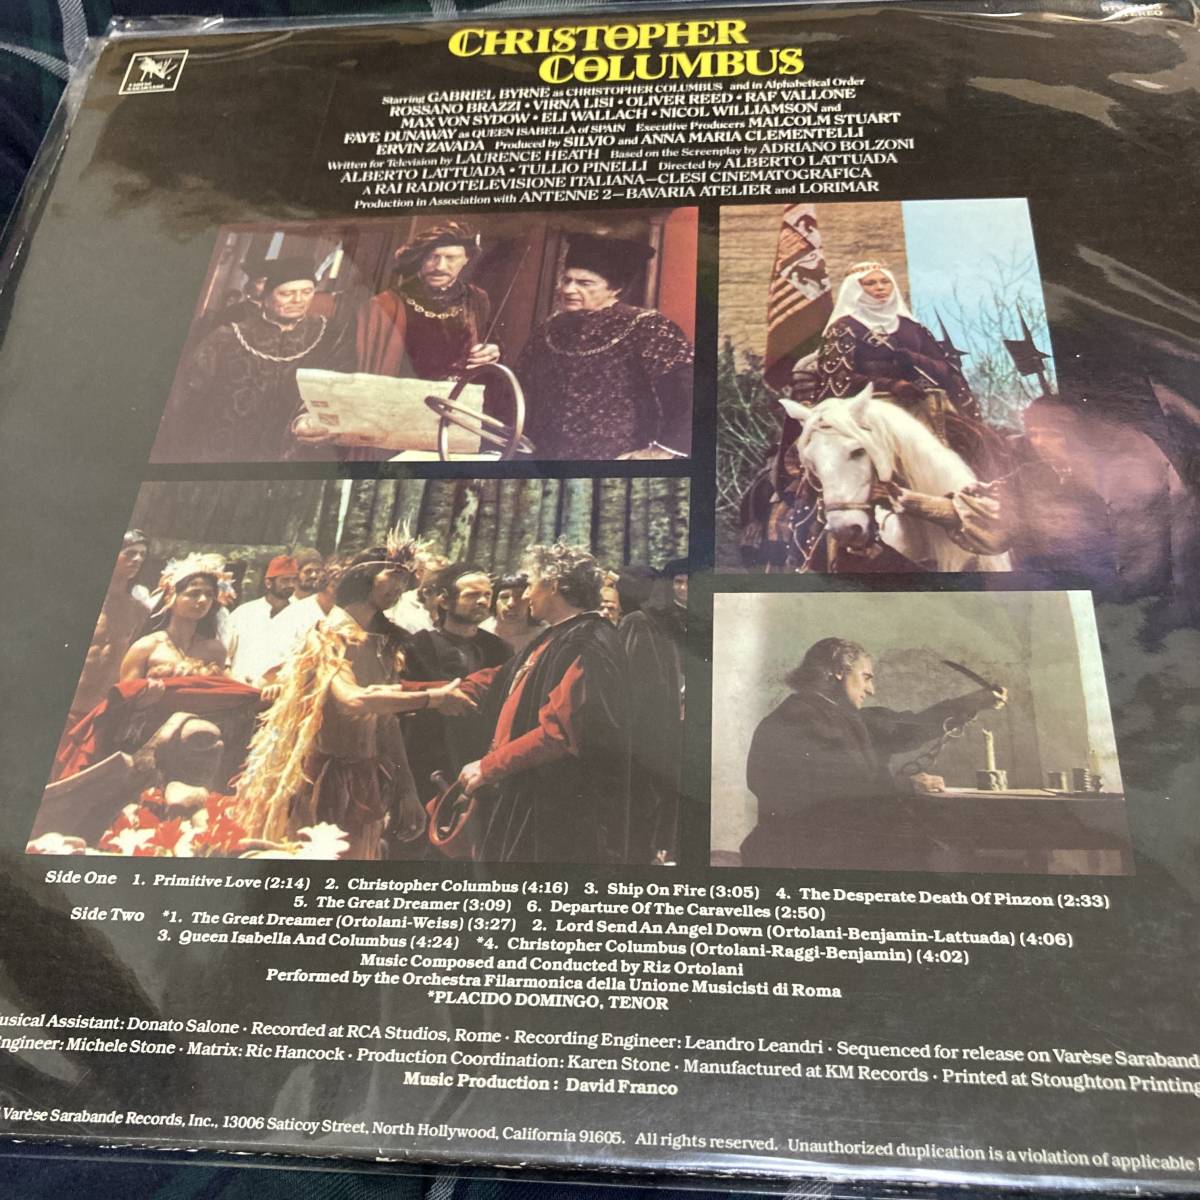 STEREO
VARÈSE
SARABANDE
CHRISTOPHER
COLUMBUS
Starring GABRIEL BYRNE as CHRISTOPHER COLUMBUS and in Alphabetical Order
ROSSANO BRAZZI • VIRNA LISI • OLIVER REED • RAF VALLONE
MAX VON SYDOW • ELI WALLACH • NICOL WILLIAMSON and
FAYE DUNAWAY as QUEEN ISABELLA of SPAIN Executive Producers MALCOLM STUART
ERVIN ZAVADA Produced by SILVIO and ANNA MARIA CLEMENTELLI
Written for Television by LAURENCE HEATH Based on the Screenplay by ADRIANO BOLZONI
ALBERTO LATTUADA • TULLIO PINELLI Directed by ALBERTO LATTUADA
A RAI RADIOTELEVISIONE ITALIANA—CLESI CINEMATOGRAFICA
Production in Association with ANTENNE 2—BAVARIA ATELIER and LORIMAR
Side One 1. Primitive Love (2:14) 2. Christopher Columbus (4:16) 3. Ship On Fire (3:05) 4. The Desperate Death Of Pinzon (2:33)
5. The Great Dreamer (3:09) 6. Departure Of The Caravelles (2:50)
Side Two *1. The Great Dreamer (Ortolani-Weiss) (3:27) 2. Lord Send An Angel Down (Ortolani-Benjamin-Lattuada) (4:06)
3. Queen Isabella And Columbus (4:24) *4. Christopher Columbus (Ortolani-Raggi-Benjamin) (4:02)
Music Composed and Conducted by Riz Ortolani
Performed by the Orchestra Filarmonica della Unione Musicisti di Roma
*PLACIDO DOMINGO, TENOR
usical Assistant: Donato Salone • Recorded at RCA Studios, Rome • Recording Engineer: Leandro Leandri • Sequenced for release on Varèse Saraband
ngineer: Michele Stone • Matrix: Ric Hancock • Production Coordination: Karen Stone • Manufactured at KM Records • Printed at Stoughton Printing
Music Production : David Franco
Varèse Sarabande Records, Inc., 13006 Saticoy Street, North Hollywood, California 91605. All rights reserved. Unauthorized duplication is a violation of applicable